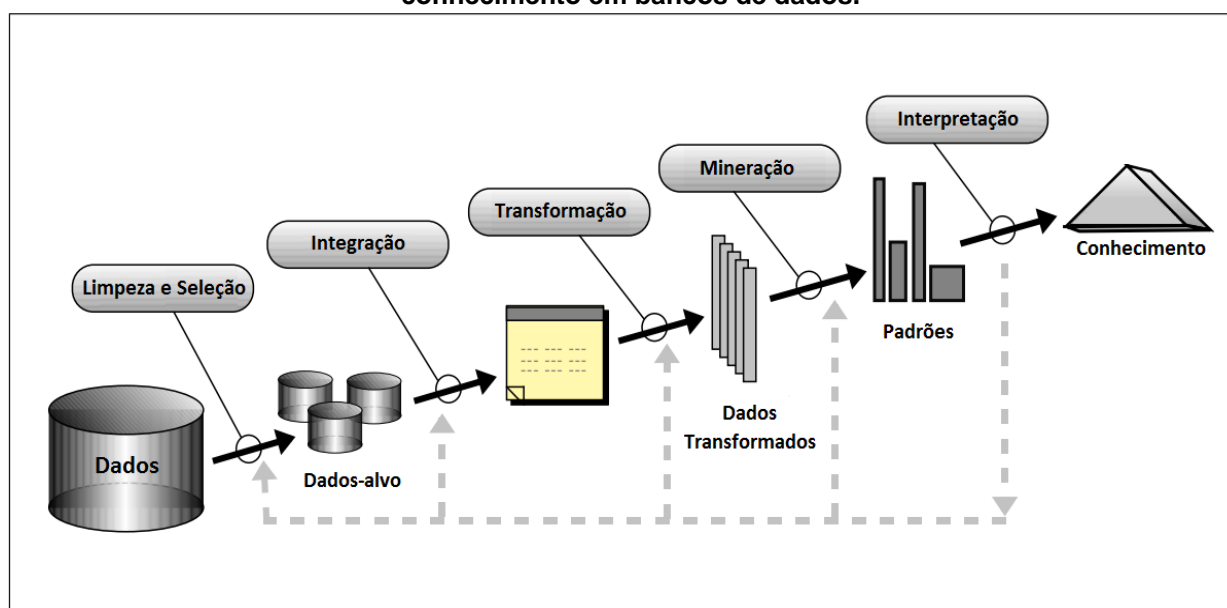 conhecimento em bancos de dados.
Interpretação
Mineração
Transformação
Integração
Limpeza e Seleção
Conhecimento
Padrões
Dados
Transformados
Dados-alvo
Dados